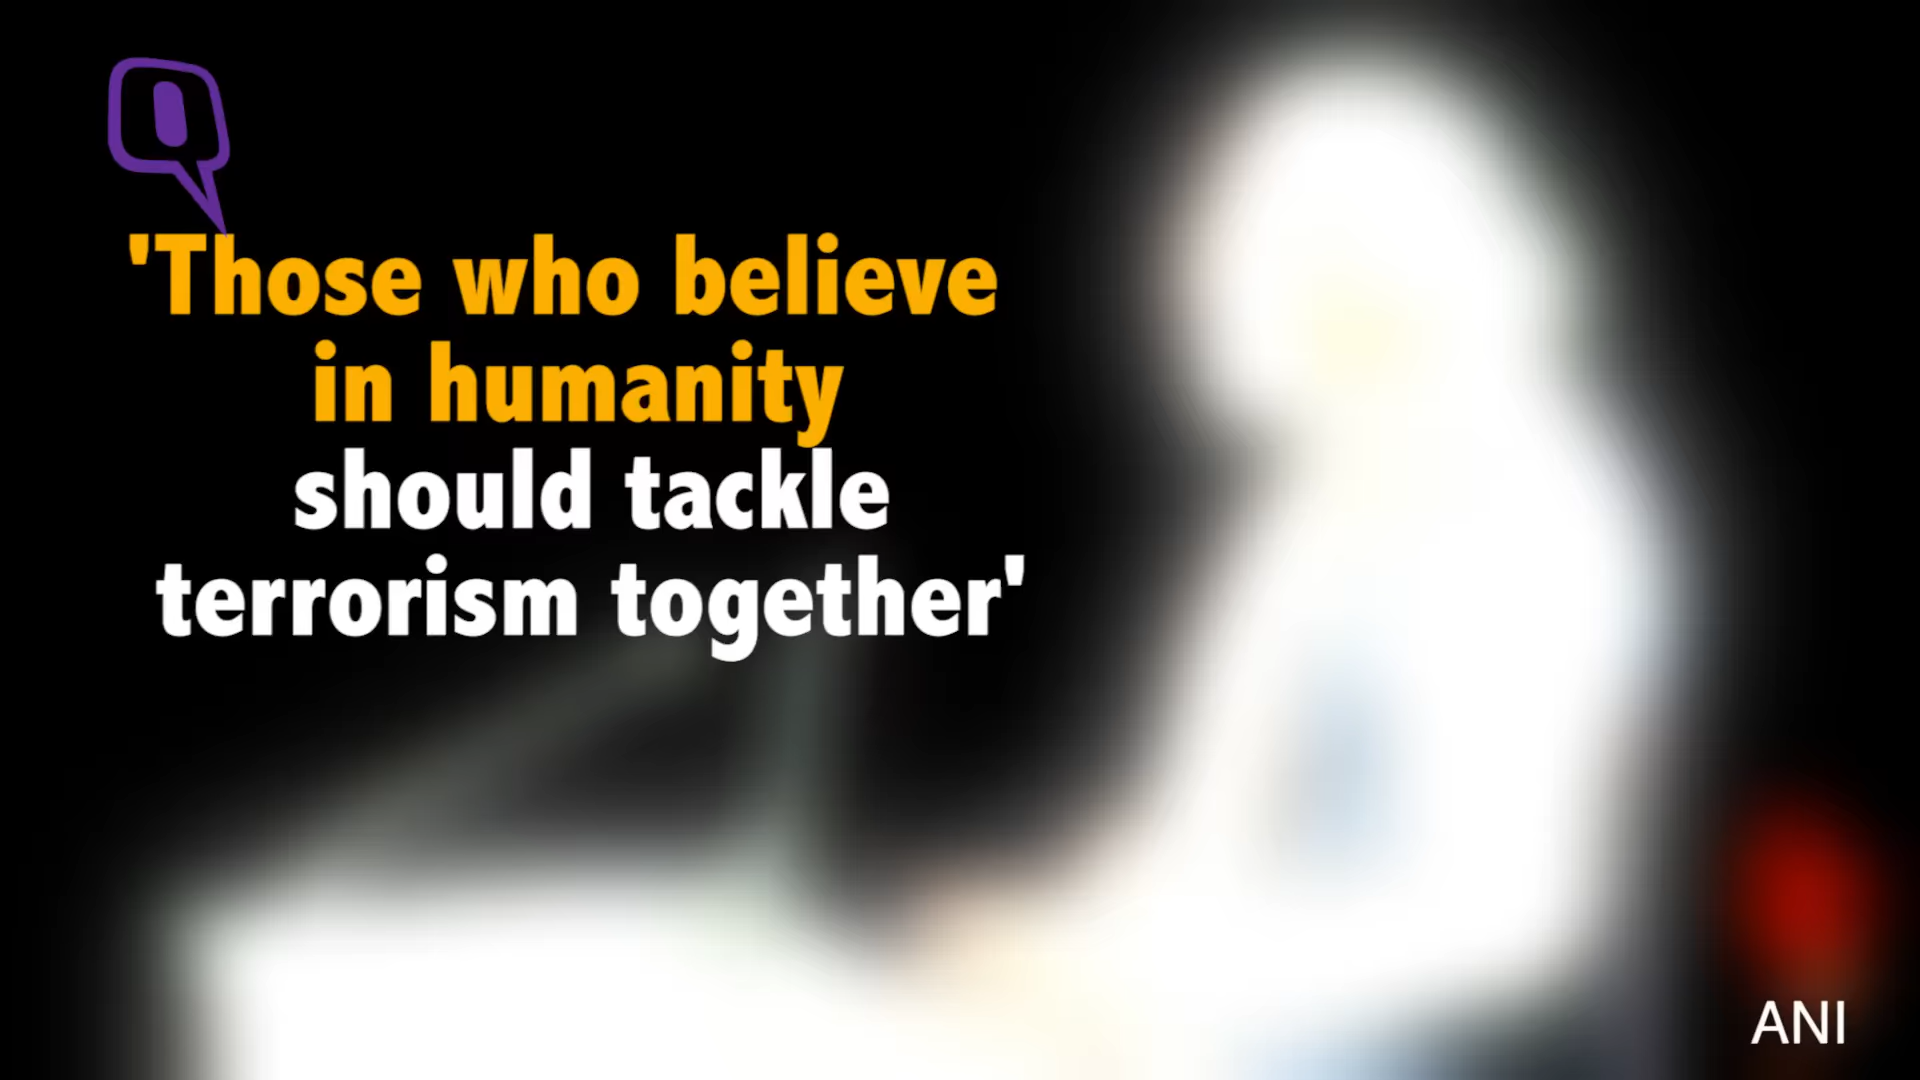 'Those who believe
in humanity
should tackle
terrorism together'
ANI